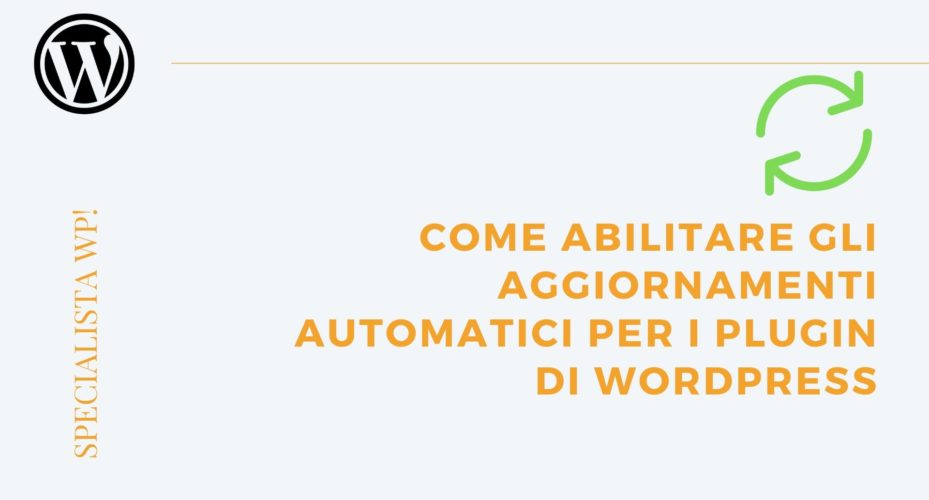 SPECIALISTA WP!
COME ABILITARE GLI
AGGIORNAMENTI
AUTOMATICI PER I PLUGIN
DI WORDPRESS